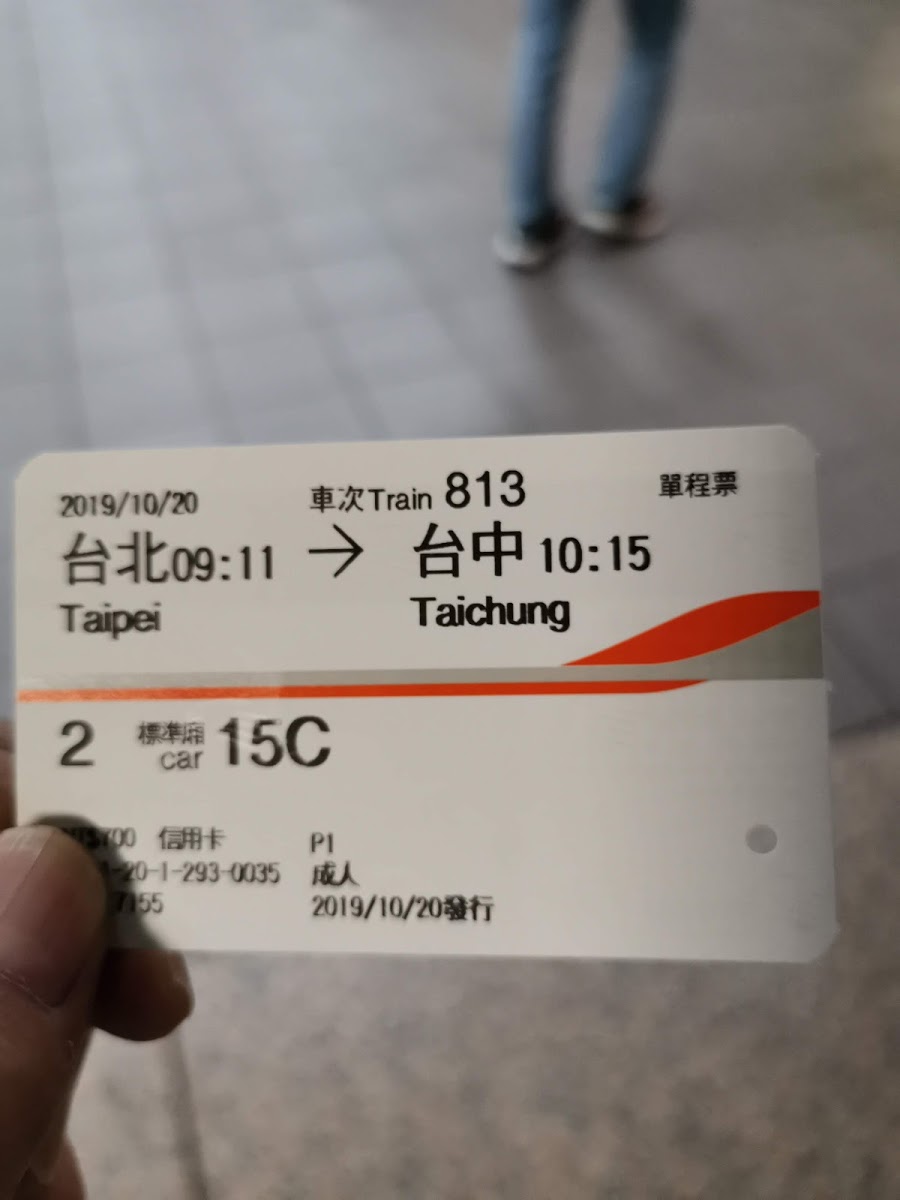 2019/10/20 車次Train 813 單程票
台北09:11 → 台中10:15
Taipei Taichung
2 標準廂 15C
car
700 信用卡 P1
-20-1-293-0035 成人
7155 2019/10/20發行